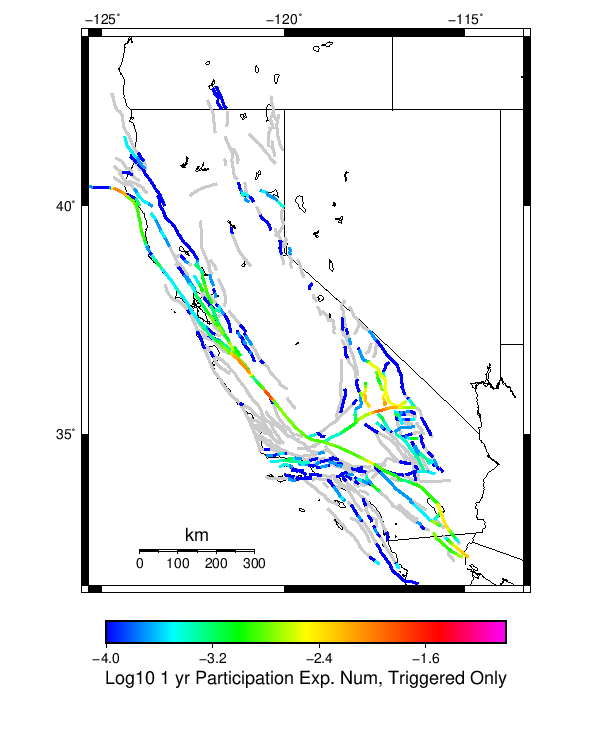 −125° −120° −115°
40°
35°
km
0 100 200 300
−4.0 −3.2 −2.4 −1.6
Log10 1 yr Participation Exp. Num, Triggered Only